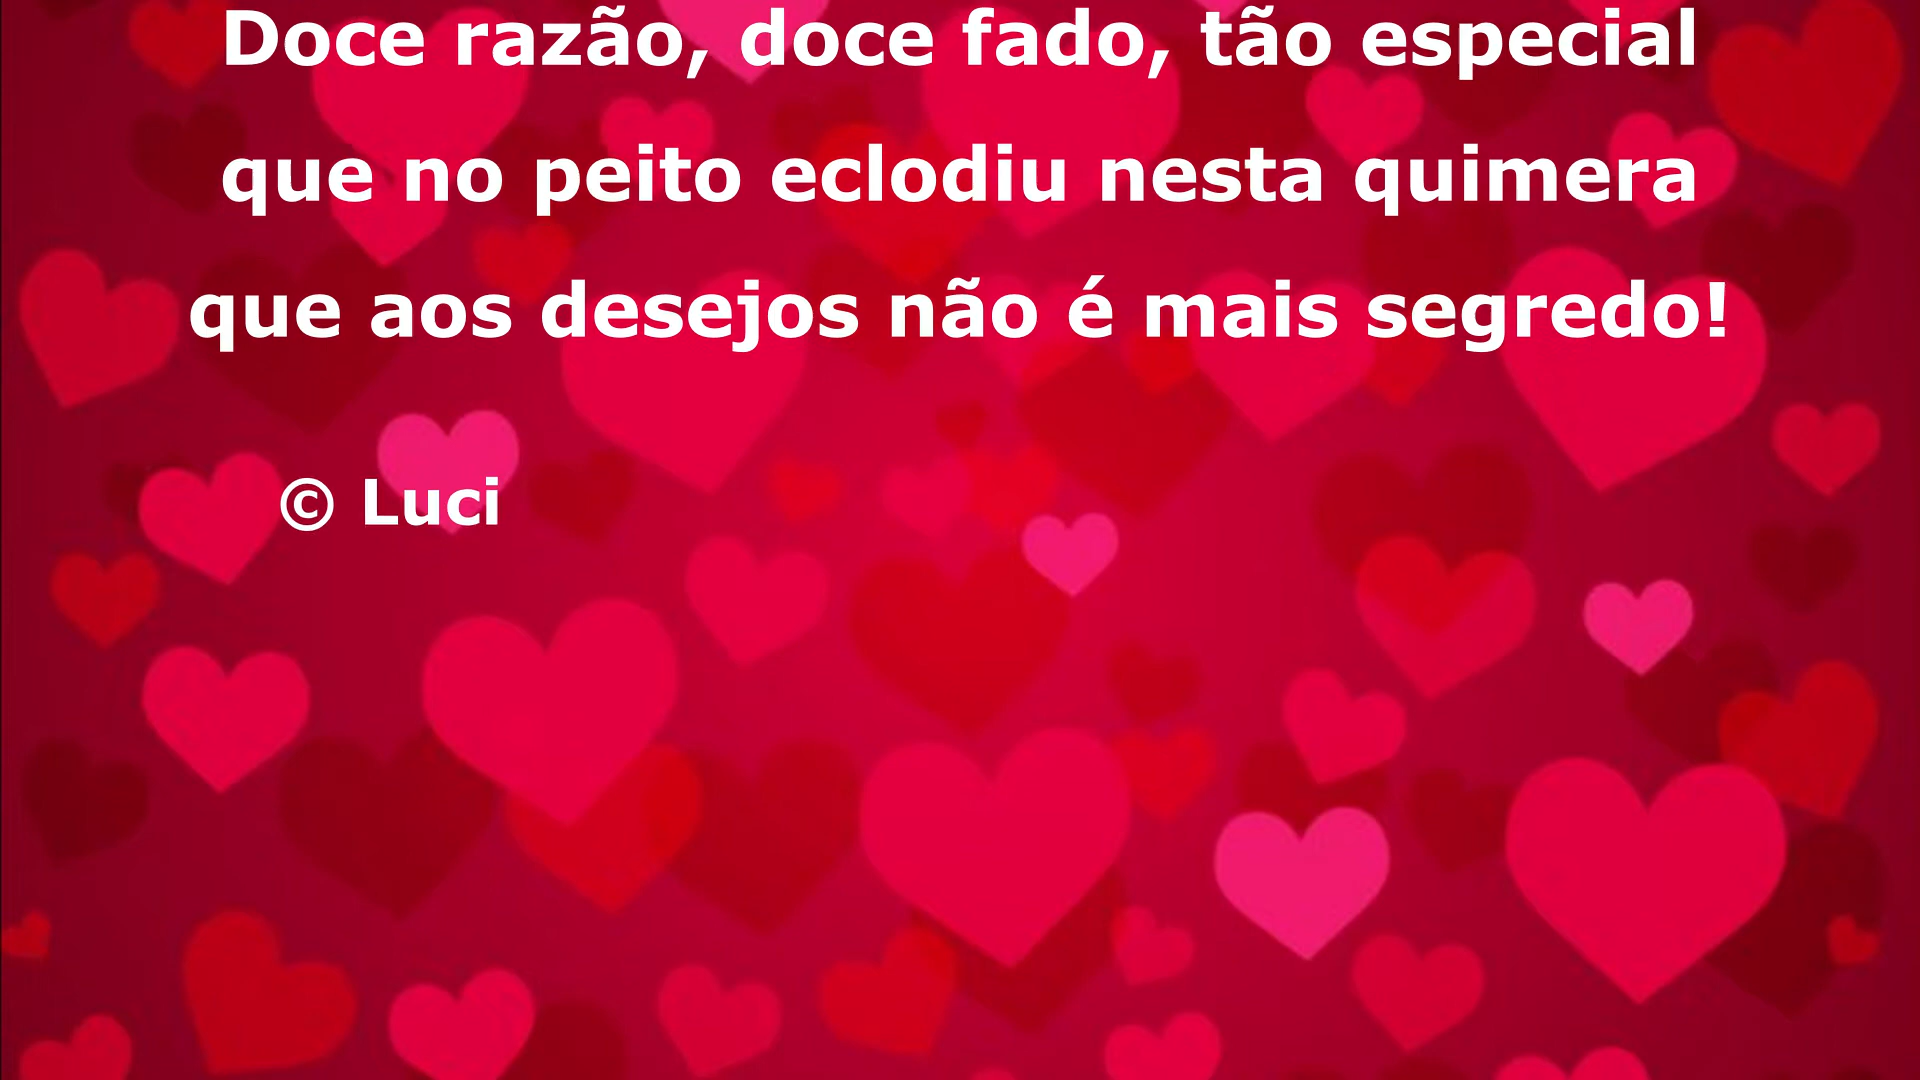 Doce razão, doce fado, tão especial
que no peito eclodiu nesta quimera
que aos desejos não é mais segredo!
© Luci